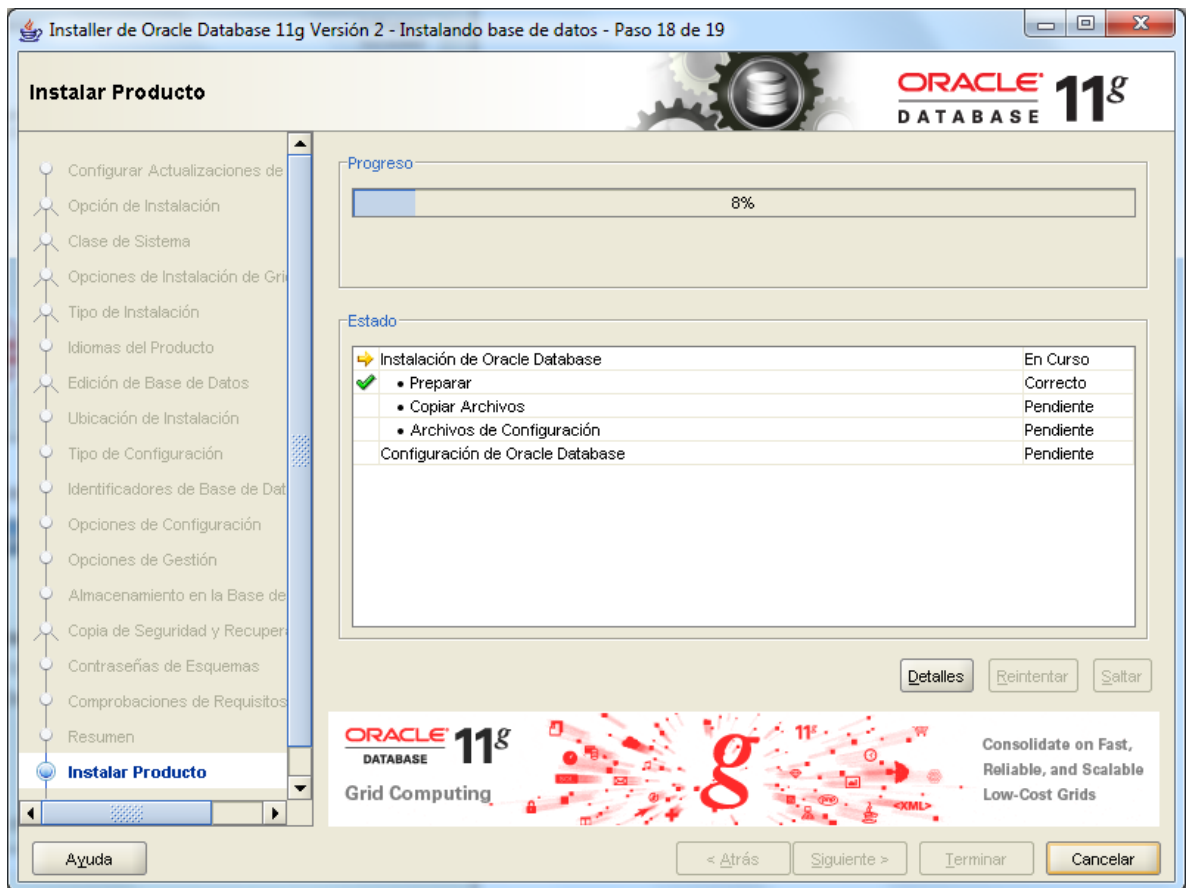 Installer de Oracle Database 11g Versión 2 - Instalando base de datos - Paso 18 de 19
Instalar Producto
ORACLE
DATABASE
11g
Configurar Actualizaciones de
Opción de Instalación
Clase de Sistema
Opciones de Instalación de Gri
Tipo de Instalación
Idiomas del Producto
Edición de Base de Datos
Ubicación de Instalación
Tipo de Configuración
Identificadores de Base de Dat
Opciones de Configuración
Opciones de Gestión
Almacenamiento en la Base de
Copia de Seguridad y Recuper
Contraseñas de Esquemas
Comprobaciones de Requisitos
Resumen
Instalar Producto
Progreso
8%
Estado
Instalación de Oracle Database En Curso
• Preparar Correcto
• Copiar Archivos Pendiente
• Archivos de Configuración Pendiente
Configuración de Oracle Database Pendiente
Detalles Reintentar Saltar
ORACLE
DATABASE
11g
Grid Computing
g
11g
<XML>
Consolidate on Fast,
Reliable, and Scalable
Low-Cost Grids
Ayuda < Atrás Siguiente > Terminar Cancelar